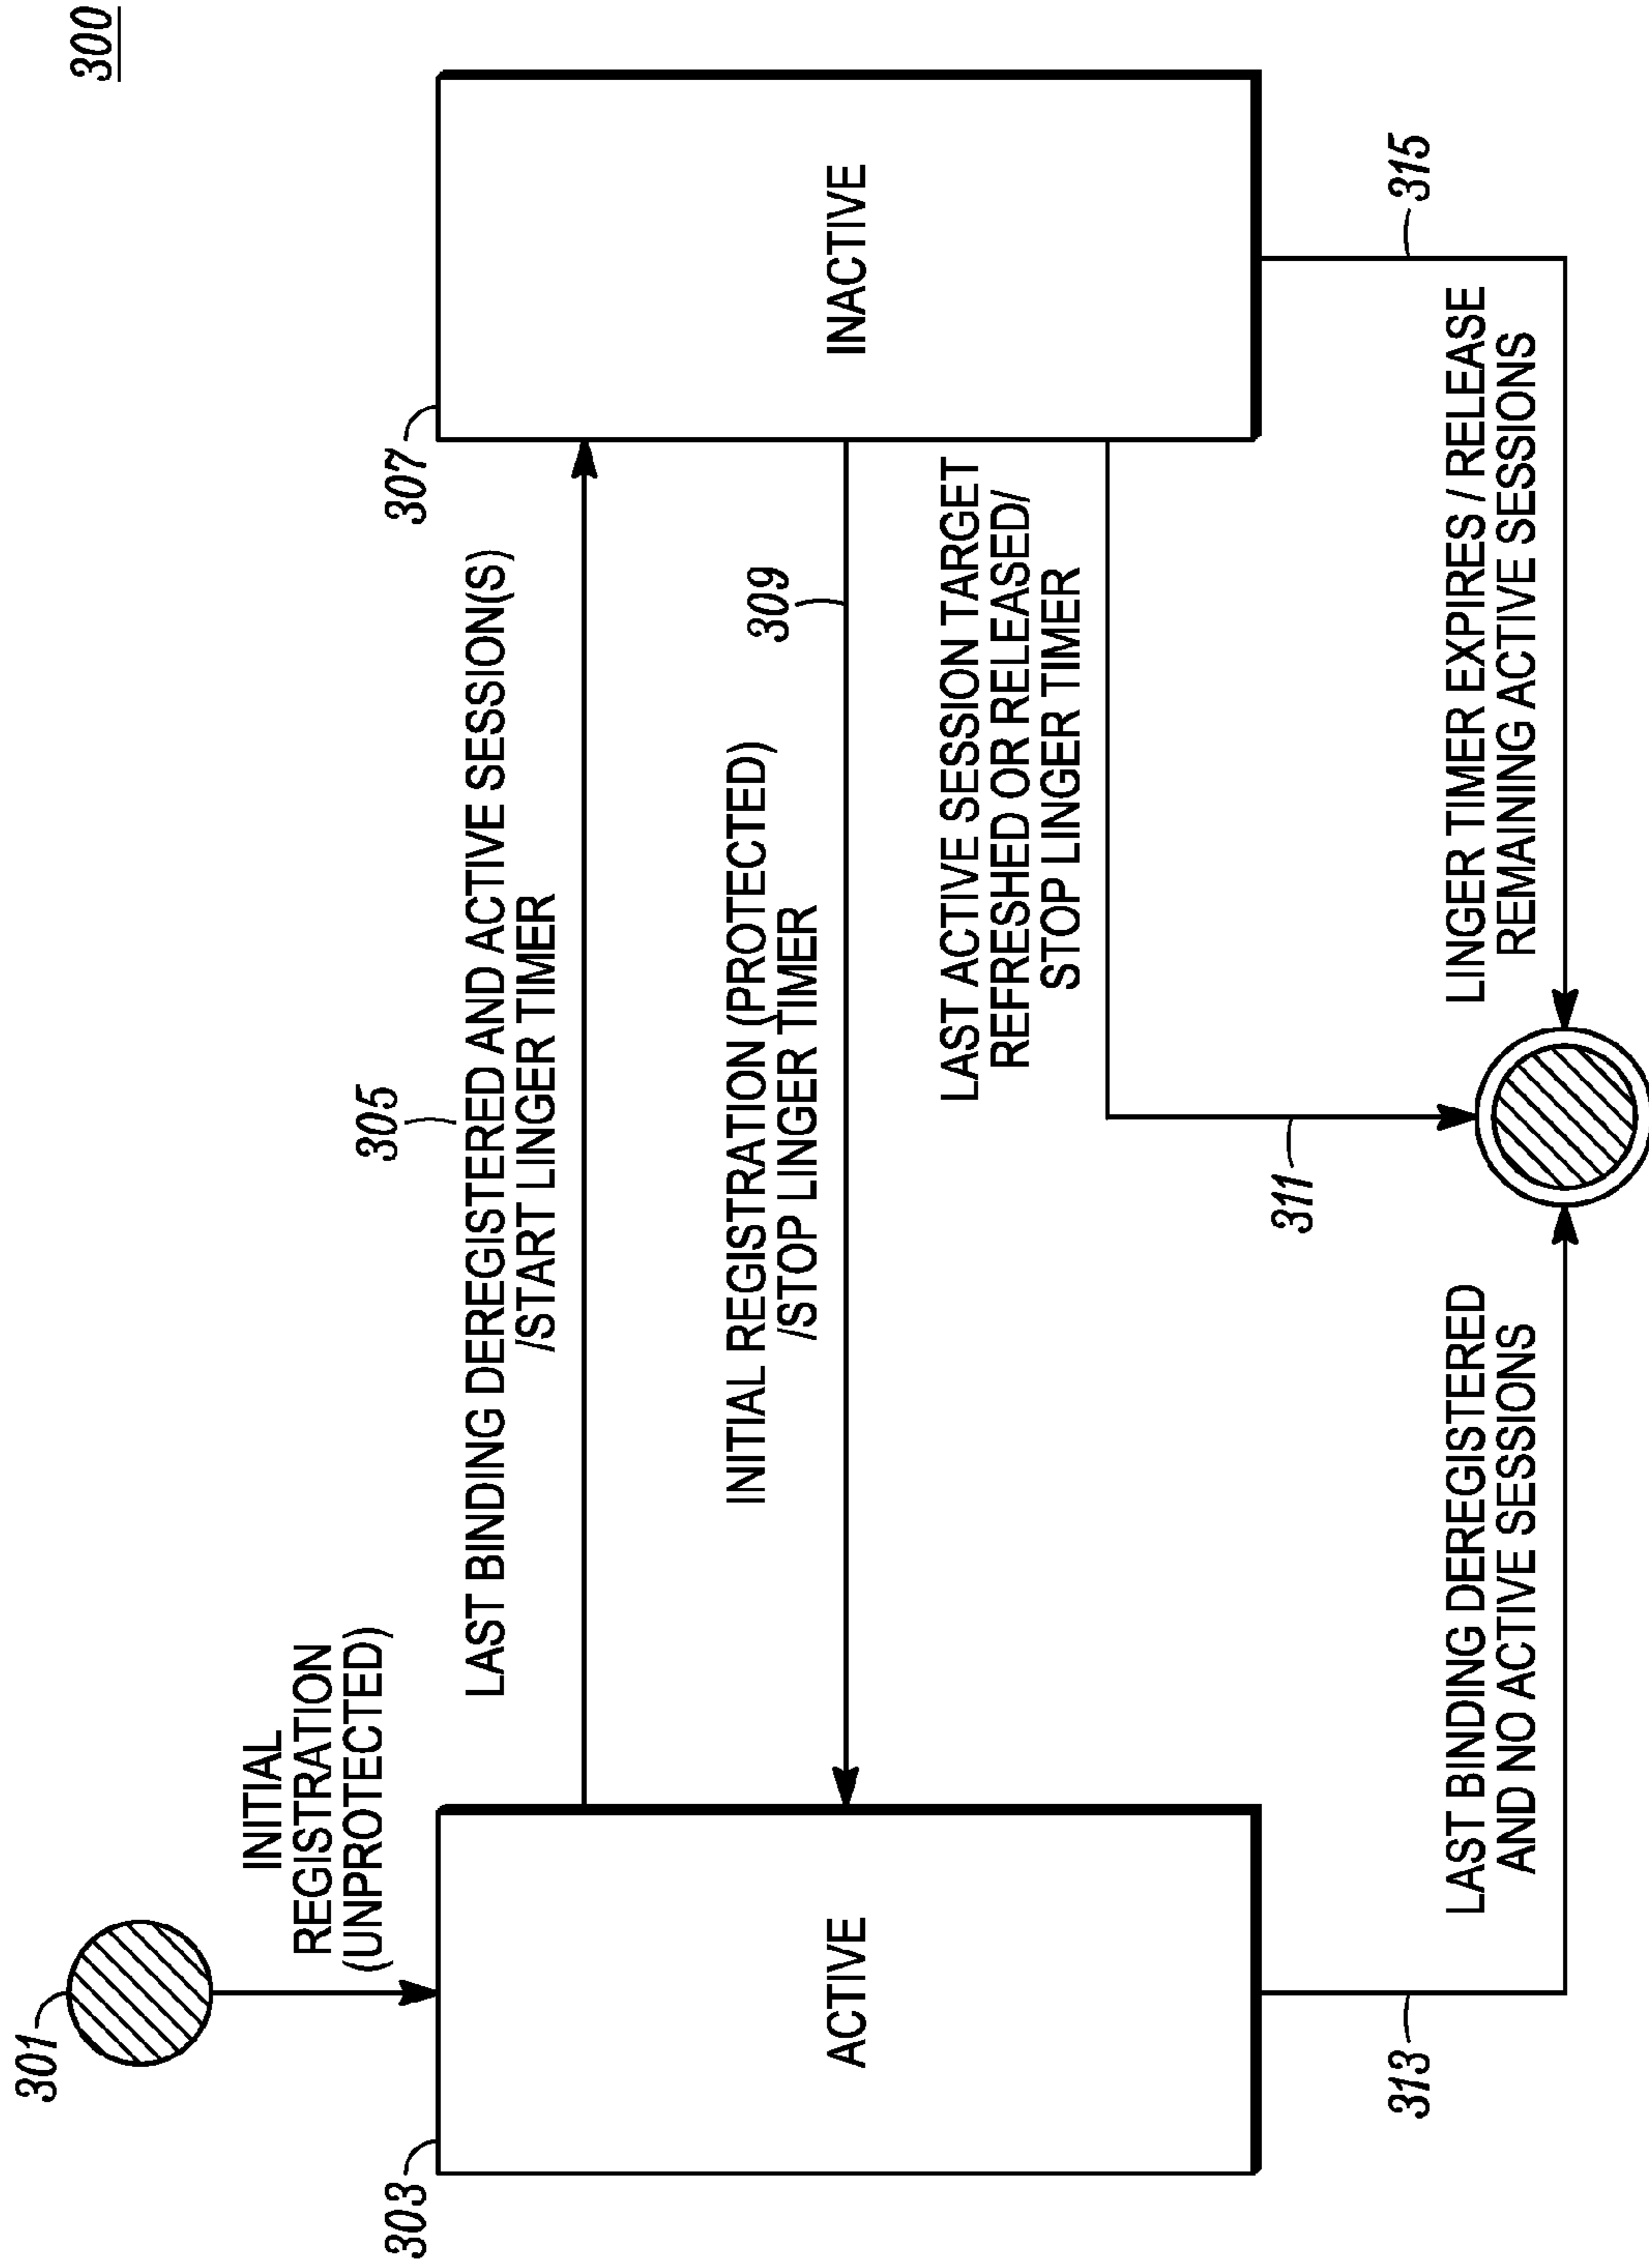 300
301
INITIAL
REGISTRATION
(UNPROTECTED)
303
ACTIVE
305
LAST BINDING DEREGISTERED AND ACTIVE SESSION(S)
/START LINGER TIMER
307
INACTIVE
INITIAL REGISTRATION (PROTECTED)
/STOP LINGER TIMER
309
LAST ACTIVE SESSION TARGET
REFRESHED OR RELEASED/
STOP LINGER TIMER
311
313
LAST BINDING DEREGISTERED
AND NO ACTIVE SESSIONS
LINGER TIMER EXPIRES / RELEASE
REMAINING ACTIVE SESSIONS
315